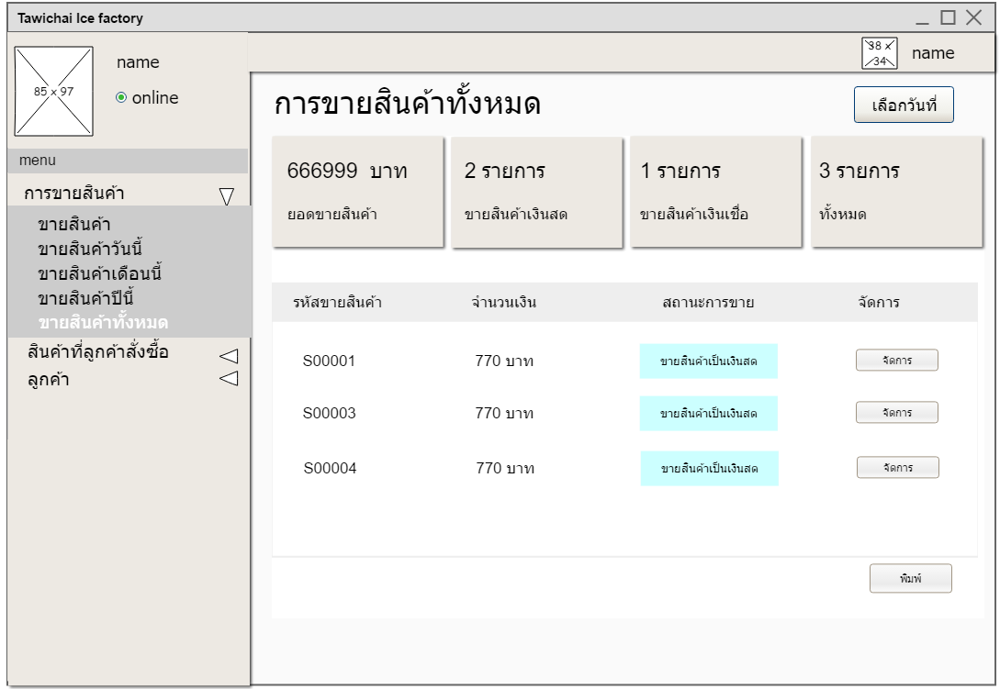 Tawichai Ice factory
85 x 97
name
online
38 x 34
name
menu
การขายสินค้า
ขายสินค้า
ขายสินค้าวันนี้
ขายสินค้าเดือนนี้
ขายสินค้าปีนี้
ขายสินค้าทั้งหมด
สินค้าที่ลูกค้าสั่งซื้อ
ลูกค้า
การขายสินค้าทั้งหมด
เลือกวันที่
666999 บาท
ยอดขายสินค้า
2 รายการ
ขายสินค้าเงินสด
1 รายการ
ขายสินค้าเงินเชื่อ
3 รายการ
ทั้งหมด
รหัสขายสินค้า จำนวนเงิน สถานะการขาย จัดการ
S00001 770 บาท ขายสินค้าเป็นเงินสด จัดการ
S00003 770 บาท ขายสินค้าเป็นเงินสด จัดการ
S00004 770 บาท ขายสินค้าเป็นเงินสด จัดการ
พิมพ์